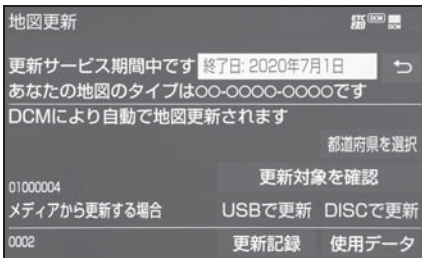 地図更新
ETC DCM
更新サービス期間中です 終了日: 2020年7月1日
あなたの地図のタイプは○○-○○○○-○○○○です
DCMにより自動で地図更新されます
都道府県を選択
更新対象を確認
01000004
メディアから更新する場合 USBで更新 DISCで更新
0002 更新記録 使用データ